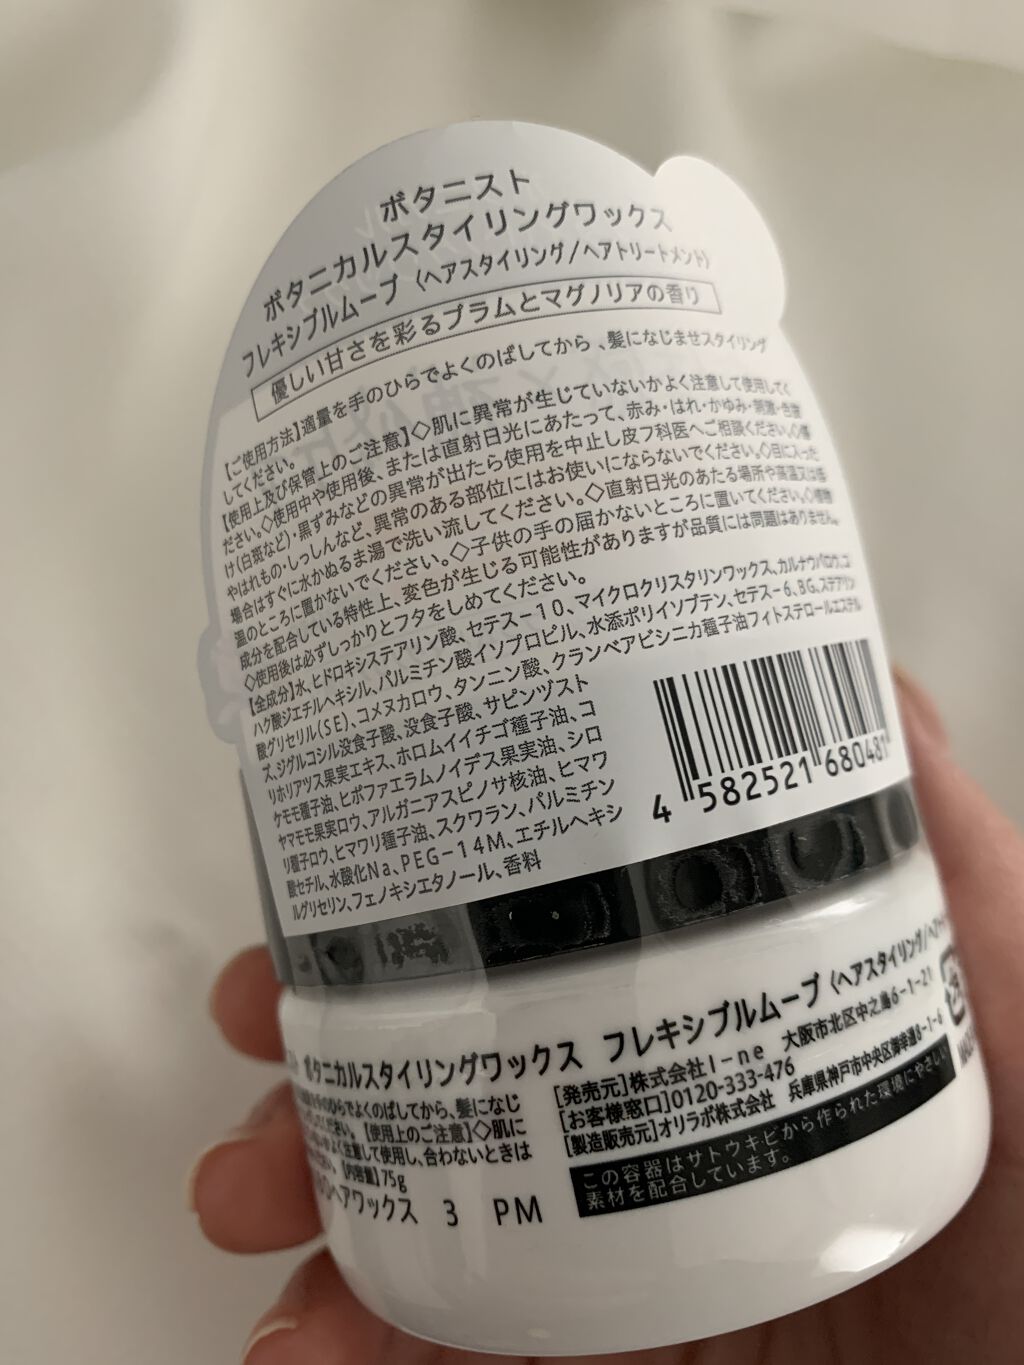 ボタニスト
ボタニカルスタイリングワックス
フレキシブルムーブ〈ヘアスタイリング/ヘアトリートメント〉
優しい甘さを彩るプラムとマグノリアの香り
【ご使用方法】適量を手のひらでよくのばしてから、髪になじませスタイリング
してください。
【使用上及び保管上のご注意】◇肌に異常が生じていないかよく注意して使用してく
ださい。◇使用中や使用後、または直射日光にあたって、赤み・はれ・かゆみ・刺激・色抜
け(白斑など)・黒ずみなどの異常が出たら使用を中止し皮フ科医へご相談ください。◇傷
やはれもの・しっしんなど、異常のある部位にはお使いにならないでください。◇目に入った
場合はすぐに水かぬるま湯で洗い流してください。◇直射日光のあたる場所や高温又は低
温のところに置かないでください。◇子供の手の届かないところに置いてください。◇植物
成分を配合している特性上、変色が生じる可能性がありますが品質には問題はありません。
◇使用後は必ずしっかりとフタをしめてください。
【全成分】水、ヒドロキシステアリン酸、セテス-10、マイクロクリスタリンワックス、カルナウバロウ、コ
ハク酸ジエチルヘキシル、パルミチン酸イソプロピル、水添ポリイソブテン、セテス-6、BG、ステアリン
酸グリセリル(SE)、コメヌカロウ、タンニン酸、クランベアビシニカ種子油フィトステロールエステル
ズ、ジグルコシル没食子酸、没食子酸、サピンヅスト
リホリアツス果実エキス、ホロムイイチゴ種子油、コ
ケモモ種子油、ヒポファエラムノイデス果実油、シロ
ヤマモモ果実ロウ、アルガニアスピノサ核油、ヒマワ
リ種子ロウ、ヒマワリ種子油、スクワラン、パルミチン
酸セチル、水酸化Na、PEG-14M、エチルヘキシ
ルグリセリン、フェノキシエタノール、香料
4 582521 680481
スト ボタニカルスタイリングワックス フレキシブルムーブ〈ヘアスタイリング/ヘアト
のひらでよくのばしてから、髪になじ
ください。【使用上のご注意】◇肌に
よく注意して使用し、合わないときは
【内容量】75g
ヘアワックス 3 PM
[発売元]株式会社I-ne 大阪市北区中之島6-1-21
[お客様窓口]0120-333-476
[製造販売元]オリラボ株式会社 兵庫県神戸市中央区御幸通8-1-6
この容器はサトウキビから作られた環境にやさしい
素材を配合しています。